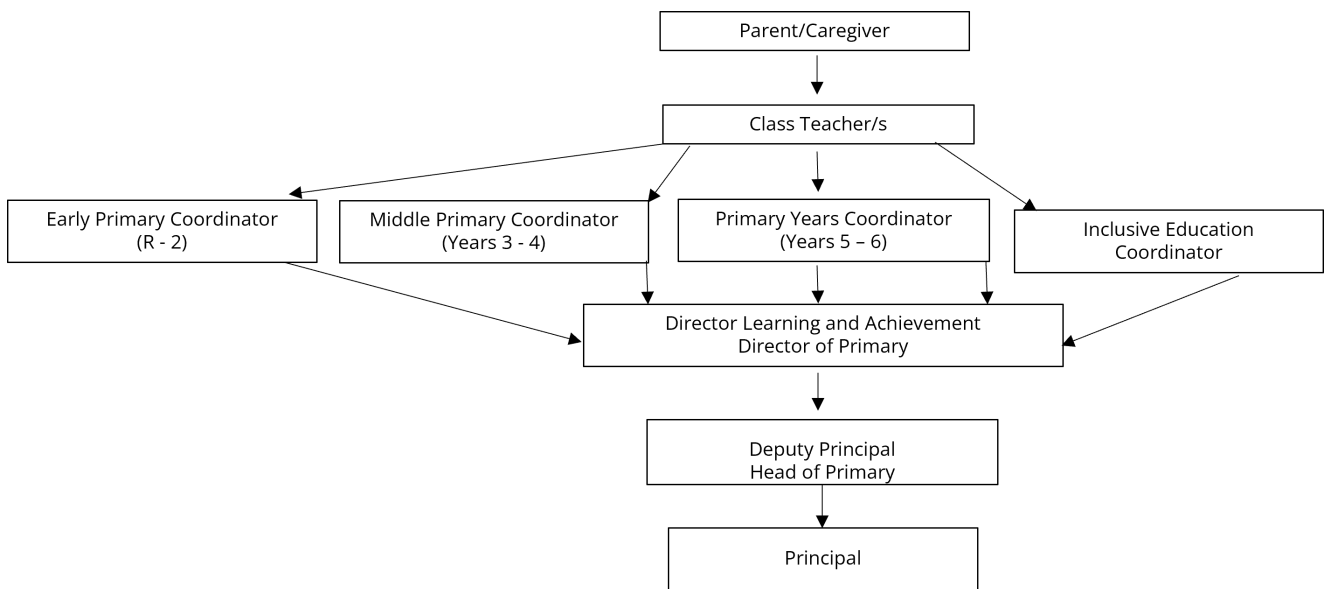 Parent/Caregiver
Class Teacher/s
Early Primary Coordinator
(R - 2)
Middle Primary Coordinator
(Years 3 - 4)
Primary Years Coordinator
(Years 5 – 6)
Inclusive Education
Coordinator
Director Learning and Achievement
Director of Primary
Deputy Principal
Head of Primary
Principal